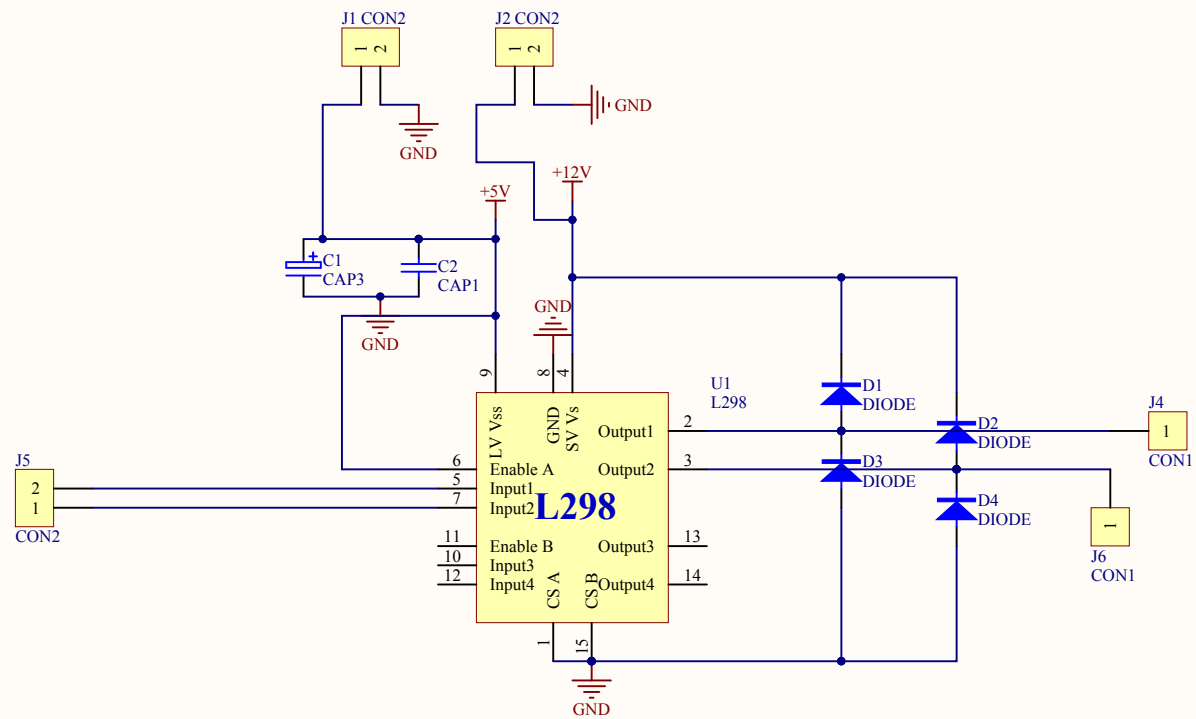 J1 CON2
J2 CON2
1 2
1 2
GND
GND
+12V
+5V
C1
CAP3
C2
CAP1
GND
GND
9
8
4
U1
L298
LV Vss
GND
SV Vs
D1
DIODE
D2
DIODE
D3
DIODE
D4
DIODE
J4
1
CON1
J5
2
1
CON2
6
Enable A
5
Input1
7
Input2
L298
11
Enable B
10
Input3
12
Input4
Output1
2
Output2
3
Output3
13
Output4
14
CS A
CS B
1
15
GND
1
J6
CON1